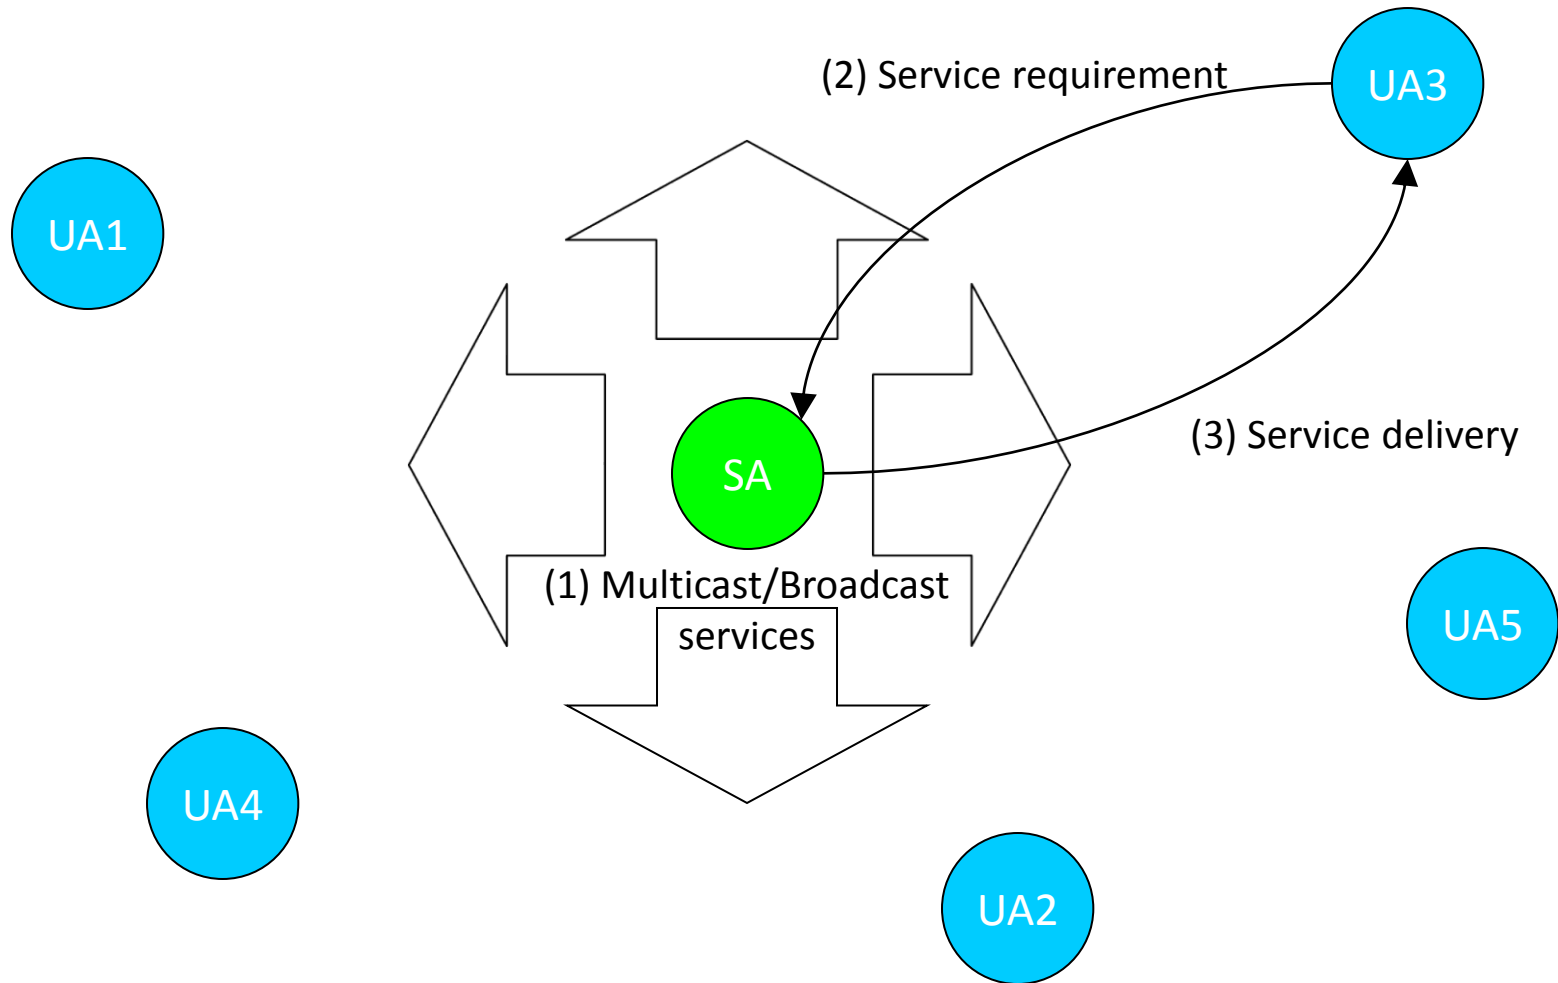 (2) Service requirement
UA3
UA1
(3) Service delivery
SA
(1) Multicast/Broadcast
services
UA5
UA4
UA2